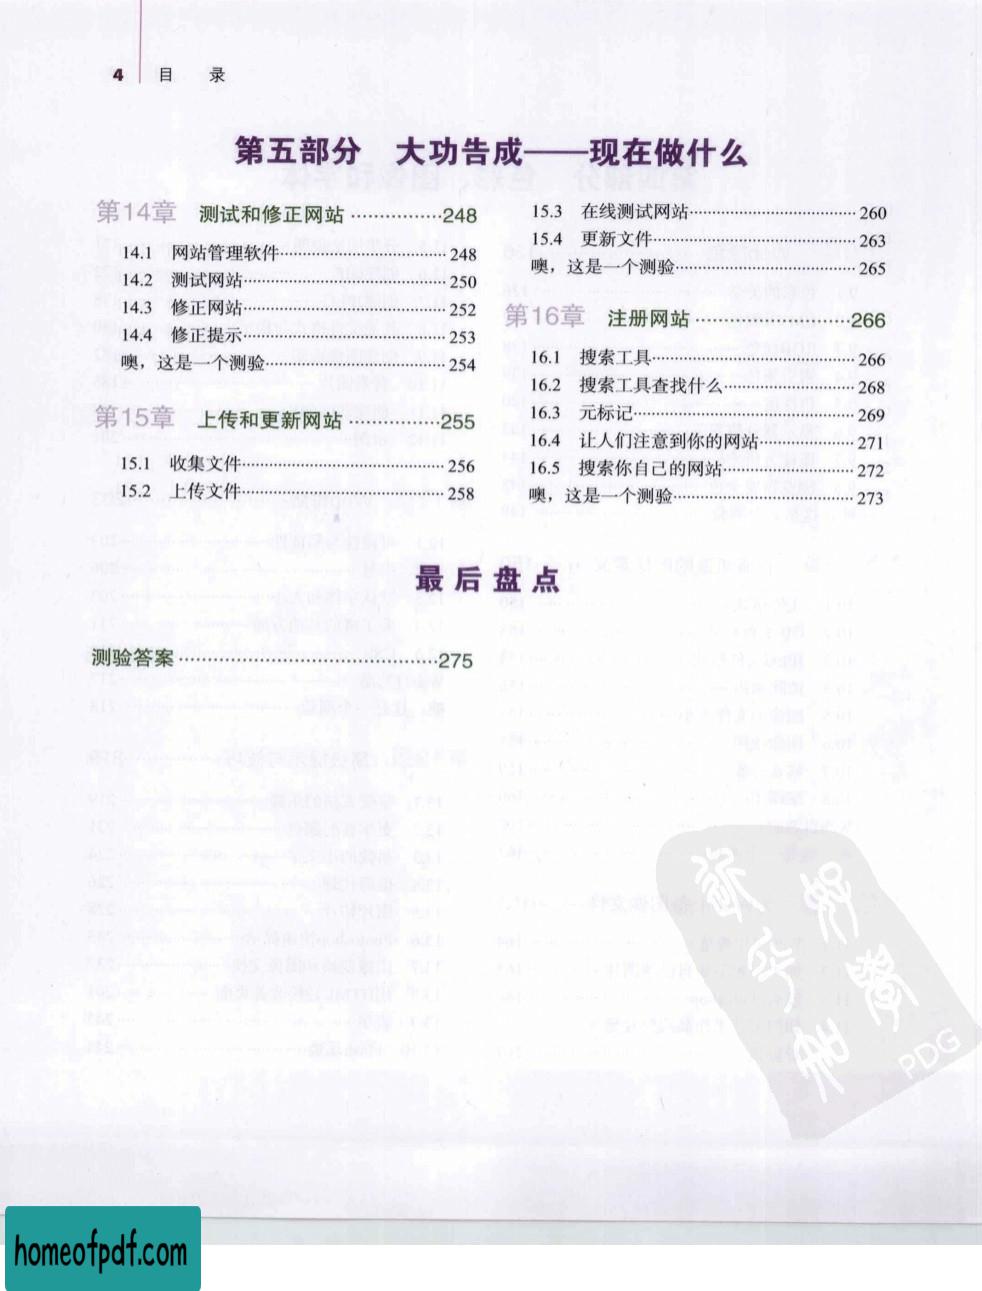 4 目 录
第五部分 大功告成——现在做什么
第14章 测试和修正网站……………248
14.1 网站管理软件……………248
14.2 测试网站……………250
14.3 修正网站……………252
14.4 修正提示……………253
噢，这是一个测验……………254
第15章 上传和更新网站……………255
15.1 收集文件……………256
15.2 上传文件……………258
15.3 在线测试网站……………260
15.4 更新文件……………263
噢，这是一个测验……………265
第16章 注册网站……………266
16.1 搜索工具……………266
16.2 搜索工具查找什么……………268
16.3 元标记……………269
16.4 让人们注意到你的网站……………271
16.5 搜索你自己的网站……………272
噢，这是一个测验……………273
最后盘点
测验答案……………275
PDG
homeofpdf.com